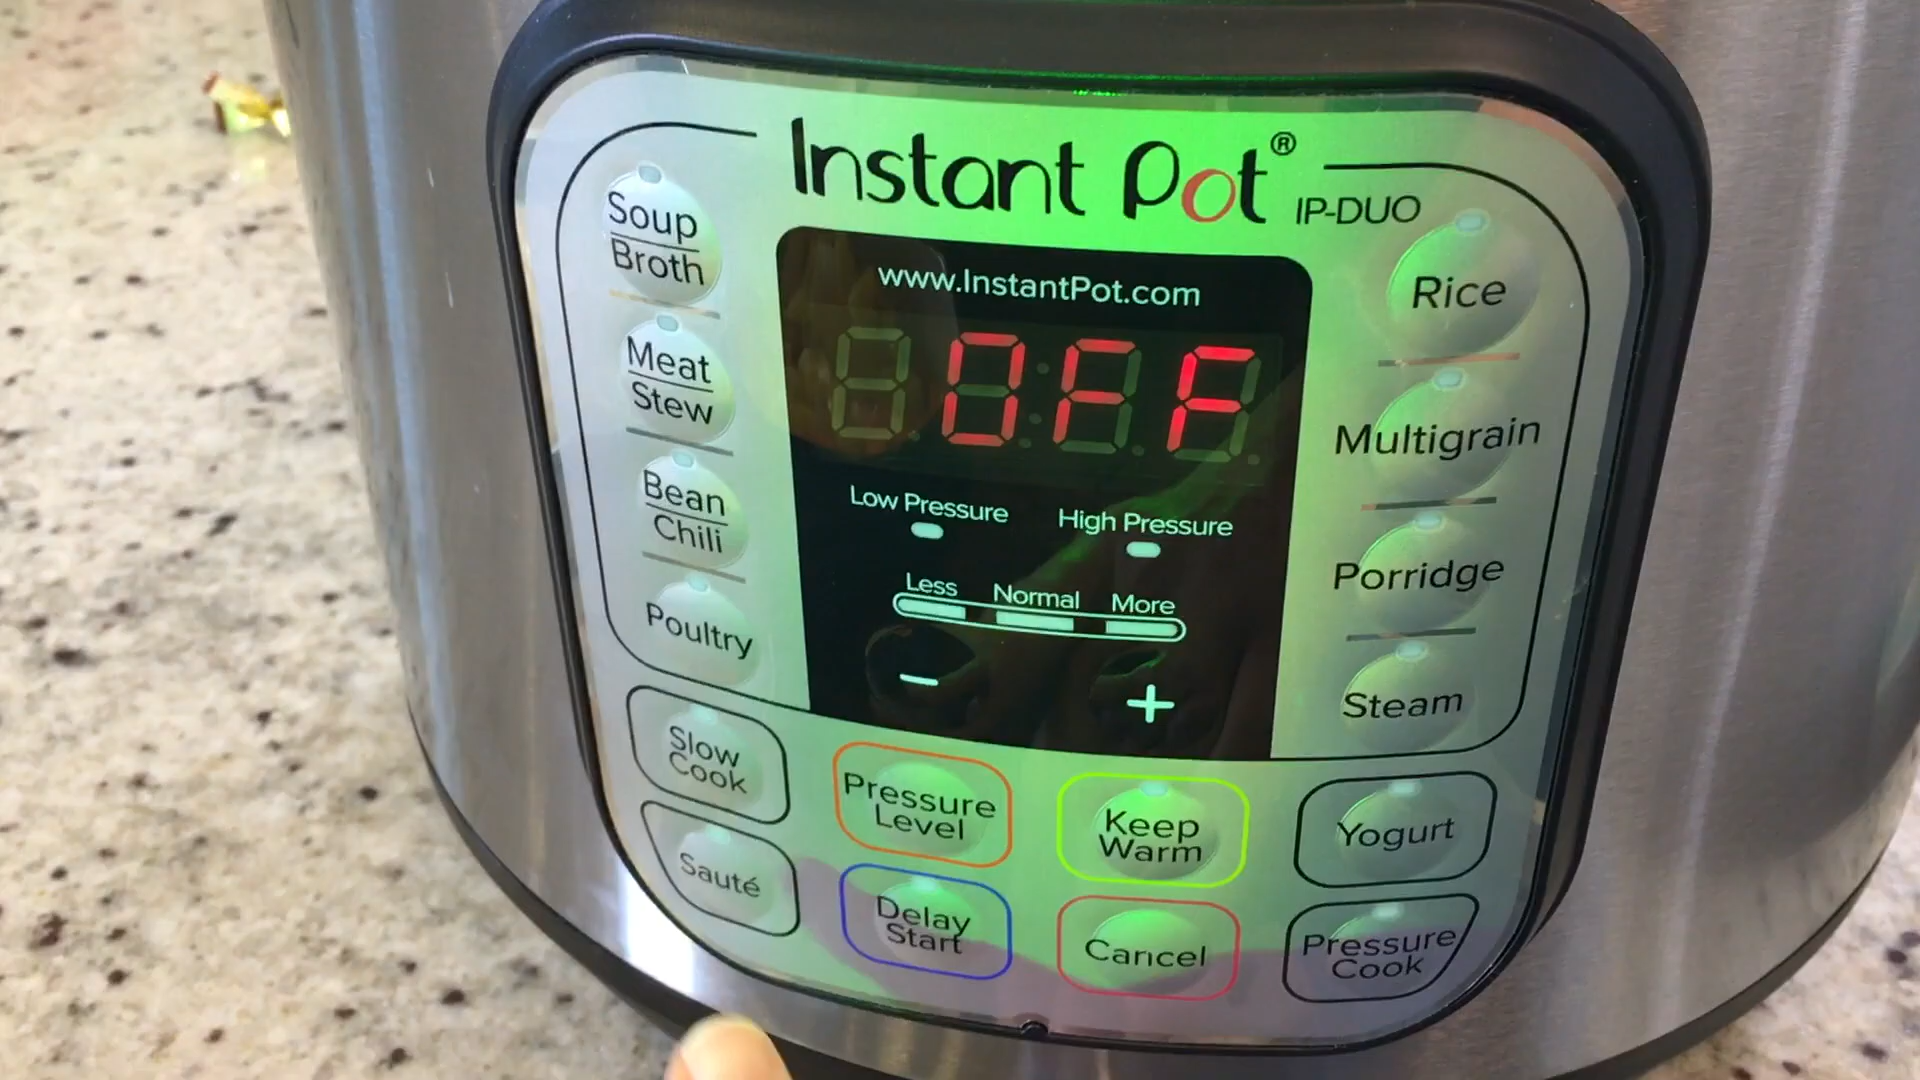 Instant Pot® IP-DUO
www.InstantPot.com
OFF
Low Pressure
High Pressure
Less
Normal
More
−
+
Soup
Broth
Meat
Stew
Bean
Chili
Poultry
Rice
Multigrain
Porridge
Steam
Slow
Cook
Sauté
Pressure
Level
Delay
Start
Keep
Warm
Cancel
Yogurt
Pressure
Cook